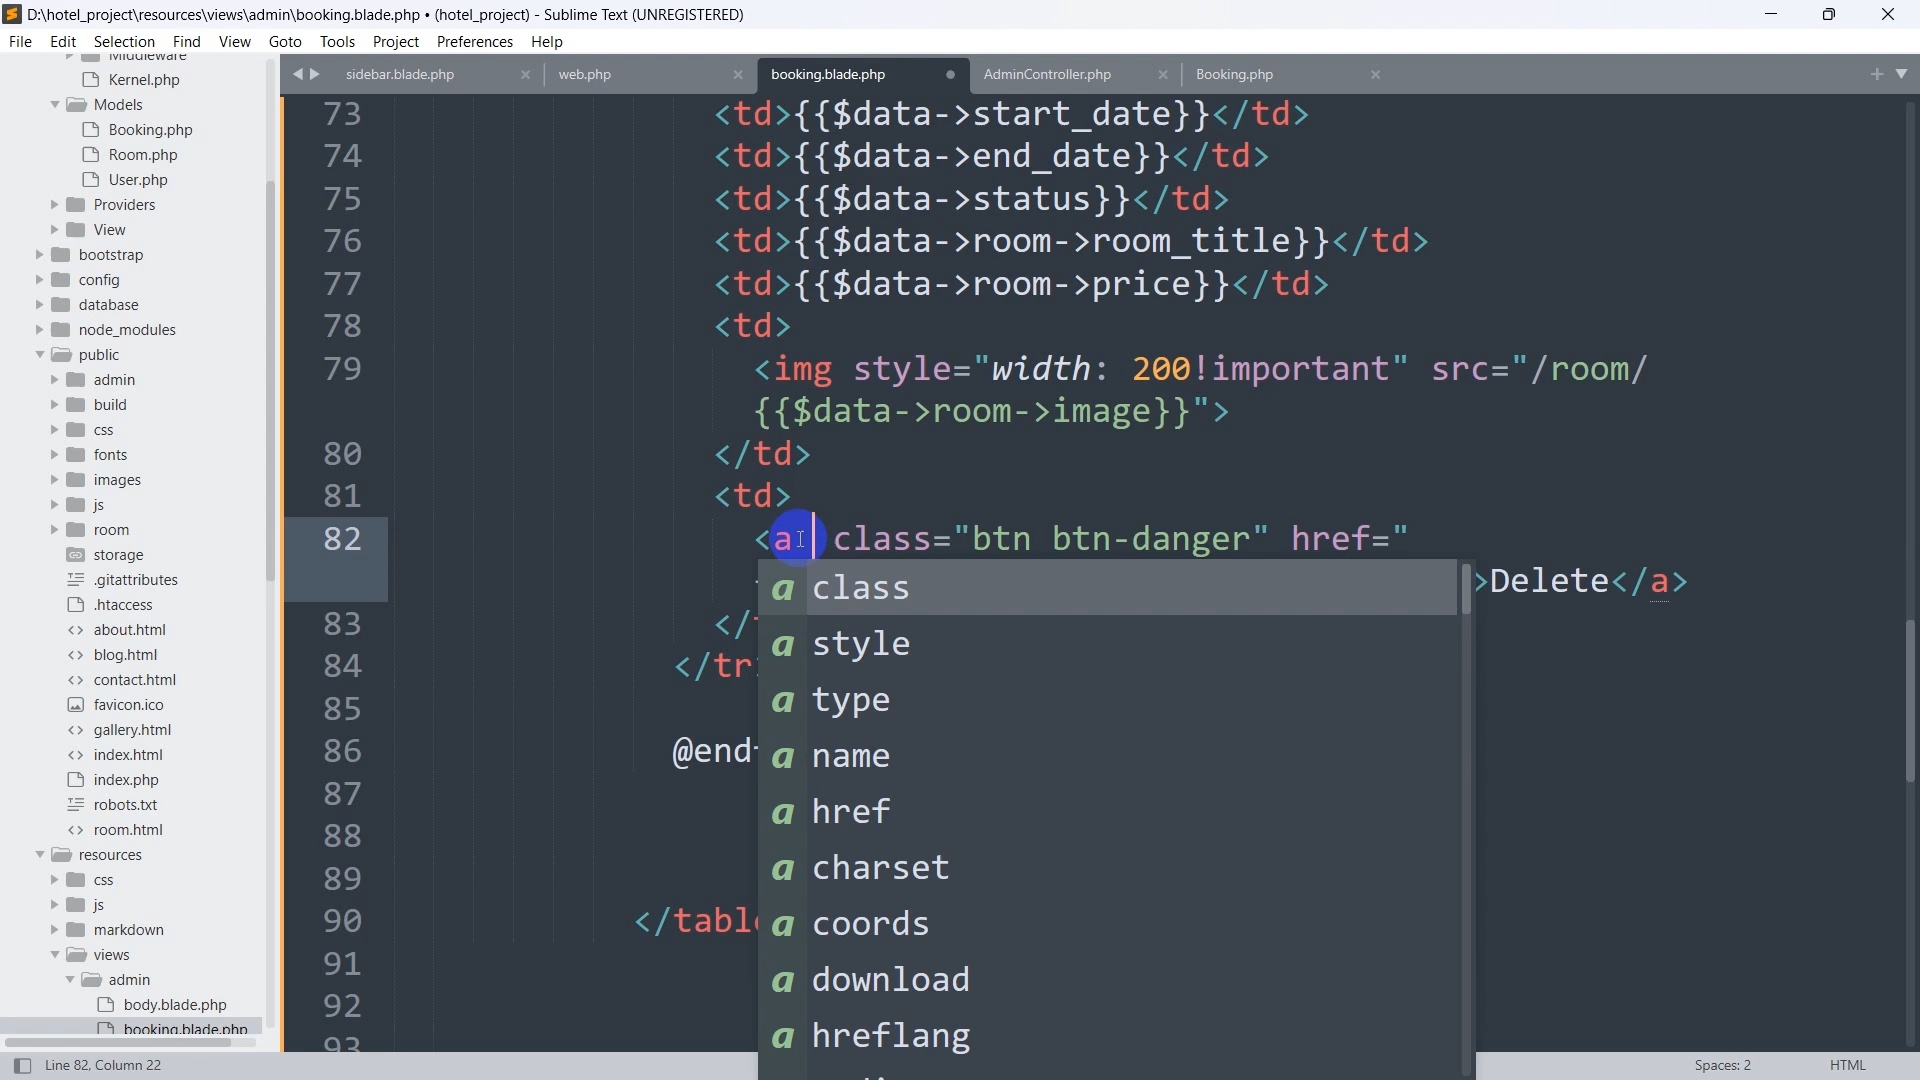 D:\hotel_project\resources\views\admin\booking.blade.php • (hotel_project) - Sublime Text (UNREGISTERED)
File Edit Selection Find View Goto Tools Project Preferences Help
Middleware
Kernel.php
Models
Booking.php
Room.php
User.php
Providers
View
bootstrap
config
database
node_modules
public
admin
build
css
fonts
images
js
room
storage
.gitattributes
.htaccess
about.html
blog.html
contact.html
favicon.ico
gallery.html
index.html
index.php
robots.txt
room.html
resources
css
js
markdown
views
admin
body.blade.php
booking.blade.php
sidebar.blade.php web.php booking.blade.php AdminController.php Booking.php
73 <td>{{$data->start_date}}</td>
74 <td>{{$data->end_date}}</td>
75 <td>{{$data->status}}</td>
76 <td>{{$data->room->room_title}}</td>
77 <td>{{$data->room->price}}</td>
78 <td>
79 <img style="width: 200!important" src="/room/
{{$data->room->image}}">
80 </td>
81 <td>
82 <a class="btn btn-danger" href="
>Delete</a>
83 </
84 </tr
85
86 @end
87
88
89
90 </tabl
91
92
93
a class
a style
a type
a name
a href
a charset
a coords
a download
a hreflang
Line 82, Column 22 Spaces: 2 HTML